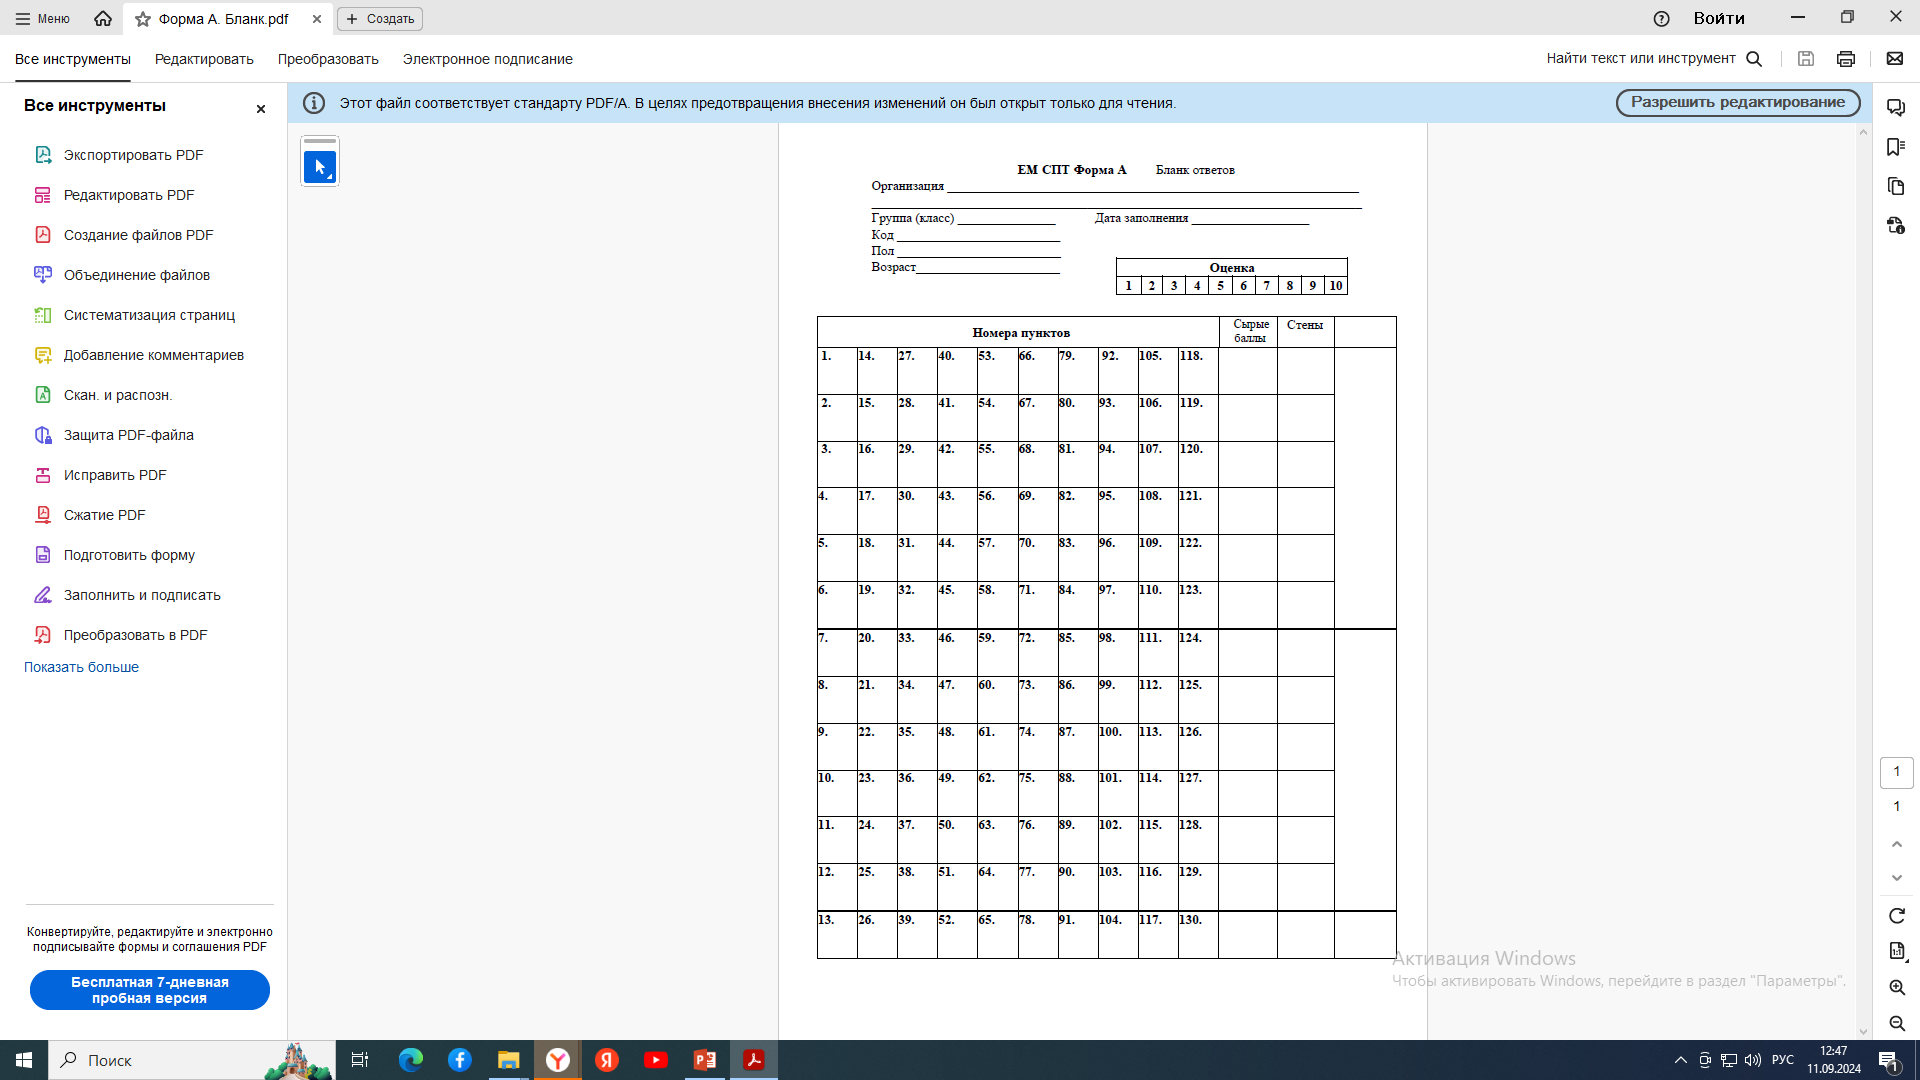 Меню
Форма А. Бланк.pdf
Создать
Войти
Все инструменты
Редактировать
Преобразовать
Электронное подписание
Найти текст или инструмент
Все инструменты
Этот файл соответствует стандарту PDF/A. В целях предотвращения внесения изменений он был открыт только для чтения.
Разрешить редактирование
Экспортировать PDF
Редактировать PDF
Создание файлов PDF
Объединение файлов
Систематизация страниц
Добавление комментариев
Скан. и распозн.
Защита PDF-файла
Исправить PDF
Сжатие PDF
Подготовить форму
Заполнить и подписать
Преобразовать в PDF
Показать больше
Конвертируйте, редактируйте и электронно
подписывайте формы и соглашения PDF
Бесплатная 7-дневная
пробная версия
ЕМ СПТ Форма А Бланк ответов
Организация
Группа (класс) Дата заполнения
Код
Пол
Возраст
Оценка
1 2 3 4 5 6 7 8 9 10
Номера пунктов Сырые баллы Стены
1. 14. 27. 40. 53. 66. 79. 92. 105. 118.
2. 15. 28. 41. 54. 67. 80. 93. 106. 119.
3. 16. 29. 42. 55. 68. 81. 94. 107. 120.
4. 17. 30. 43. 56. 69. 82. 95. 108. 121.
5. 18. 31. 44. 57. 70. 83. 96. 109. 122.
6. 19. 32. 45. 58. 71. 84. 97. 110. 123.
7. 20. 33. 46. 59. 72. 85. 98. 111. 124.
8. 21. 34. 47. 60. 73. 86. 99. 112. 125.
9. 22. 35. 48. 61. 74. 87. 100. 113. 126.
10. 23. 36. 49. 62. 75. 88. 101. 114. 127.
11. 24. 37. 50. 63. 76. 89. 102. 115. 128.
12. 25. 38. 51. 64. 77. 90. 103. 116. 129.
13. 26. 39. 52. 65. 78. 91. 104. 117. 130.
1
1
Активация Windows
Чтобы активировать Windows, перейдите в раздел "Параметры".
Поиск
РУС
12:47
11.09.2024
1